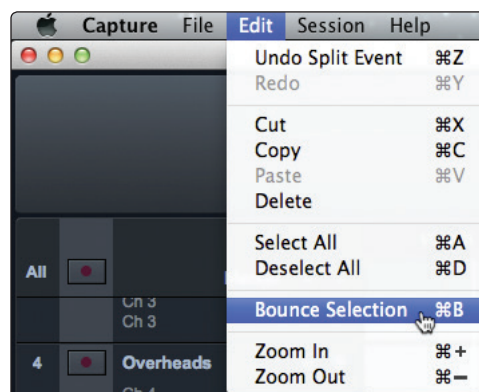 Capture File Edit Session Help
Undo Split Event ⌘Z
Redo ⌘Y
Cut ⌘X
Copy ⌘C
Paste ⌘V
Delete
Select All ⌘A
Deselect All ⌘D
All
Bounce Selection ⌘B
Ch 3
Ch 3
Zoom In ⌘+
4 Overheads
Zoom Out ⌘−
Ch 4